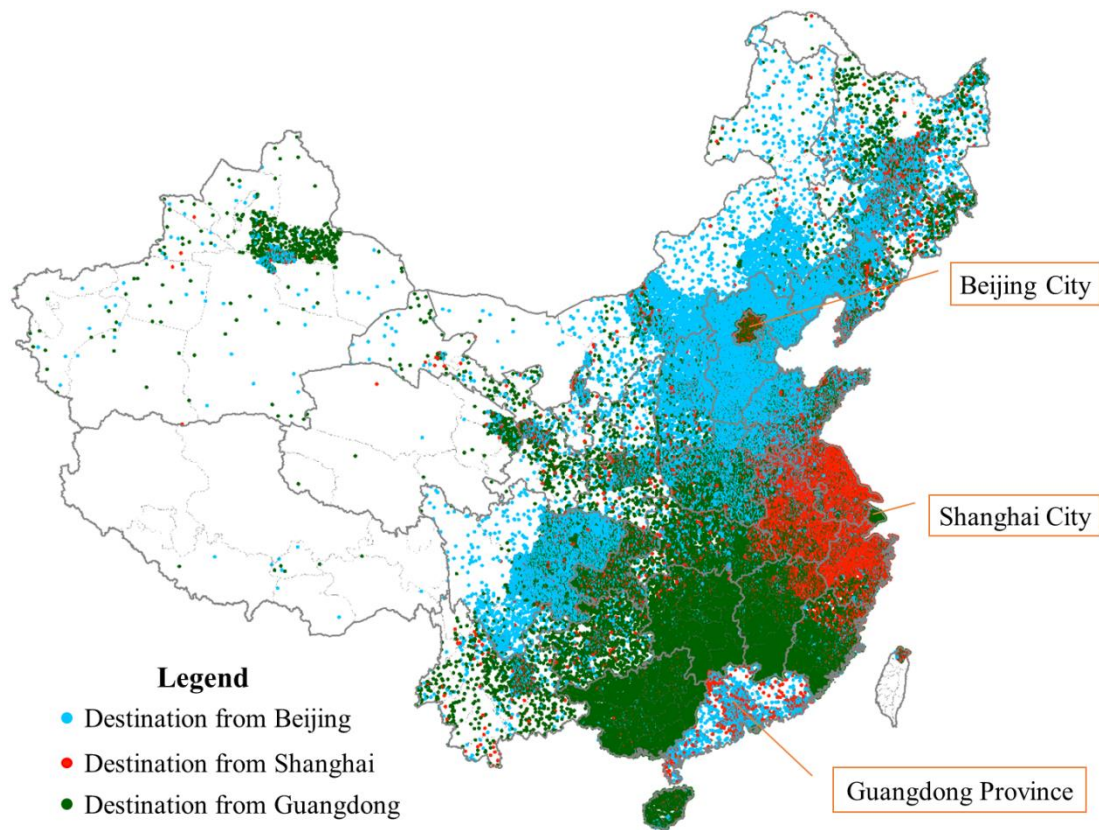 Beijing City
Shanghai City
Guangdong Province
Legend
Destination from Beijing
Destination from Shanghai
Destination from Guangdong